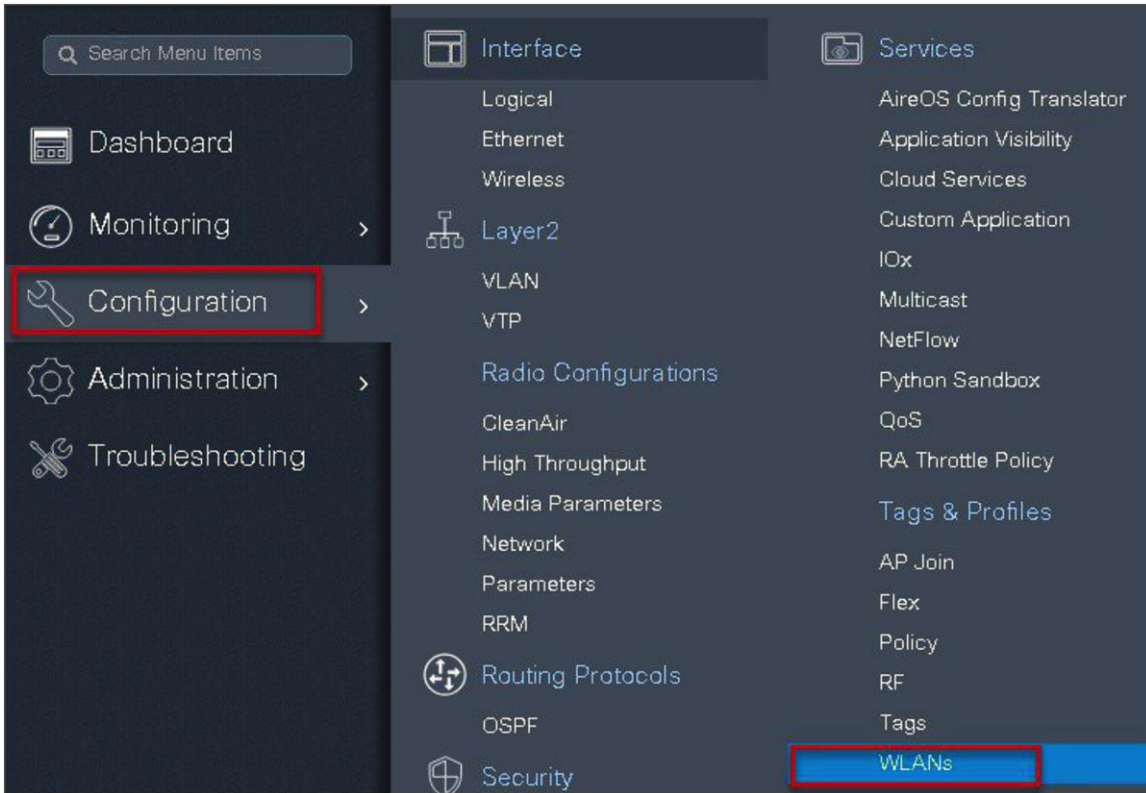 Search Menu Items
Dashboard
Monitoring
Configuration
Administration
Troubleshooting
Interface
Logical
Ethernet
Wireless
Layer2
VLAN
VTP
Radio Configurations
CleanAir
High Throughput
Media Parameters
Network
Parameters
RRM
Routing Protocols
OSPF
Security
Services
AireOS Config Translator
Application Visibility
Cloud Services
Custom Application
IOx
Multicast
NetFlow
Python Sandbox
QoS
RA Throttle Policy
Tags & Profiles
AP Join
Flex
Policy
RF
Tags
WLANs